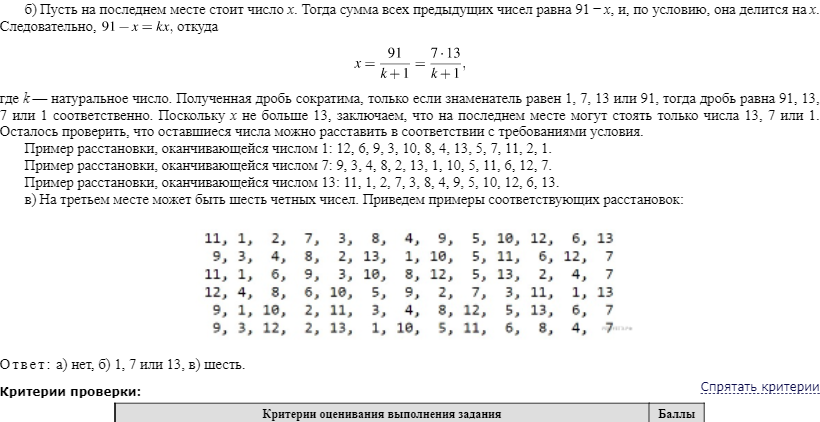 б) Пусть на последнем месте стоит число x. Тогда сумма всех предыдущих чисел равна 91 − x, и, по условию, она делится на x.
Следовательно, 91 − x = kx, откуда
x = 91/(k+1) = 7·13/(k+1),
где k — натуральное число. Полученная дробь сократима, только если знаменатель равен 1, 7, 13 или 91, тогда дробь равна 91, 13,
7 или 1 соответственно. Поскольку x не больше 13, заключаем, что на последнем месте могут стоять только числа 13, 7 или 1.
Осталось проверить, что оставшиеся числа можно расставить в соответствии с требованиями условия.
Пример расстановки, оканчивающейся числом 1: 12, 6, 9, 3, 10, 8, 4, 13, 5, 7, 11, 2, 1.
Пример расстановки, оканчивающейся числом 7: 9, 3, 4, 8, 2, 13, 1, 10, 5, 11, 6, 12, 7.
Пример расстановки, оканчивающейся числом 13: 11, 1, 2, 7, 3, 8, 4, 9, 5, 10, 12, 6, 13.
в) На третьем месте может быть шесть четных чисел. Приведем примеры соответствующих расстановок:
11, 1, 2, 7, 3, 8, 4, 9, 5, 10, 12, 6, 13
9, 3, 4, 8, 2, 13, 1, 10, 5, 11, 6, 12, 7
11, 1, 6, 9, 3, 10, 8, 12, 5, 13, 2, 4, 7
12, 4, 8, 6, 10, 5, 9, 2, 7, 3, 11, 1, 13
9, 1, 10, 2, 11, 3, 4, 8, 12, 5, 13, 6, 7
9, 3, 12, 2, 13, 1, 10, 5, 11, 6, 8, 4, 7
Ответ: а) нет, б) 1, 7 или 13, в) шесть.
Критерии проверки:
Спрятать критерии
Критерии оценивания выполнения задания Баллы